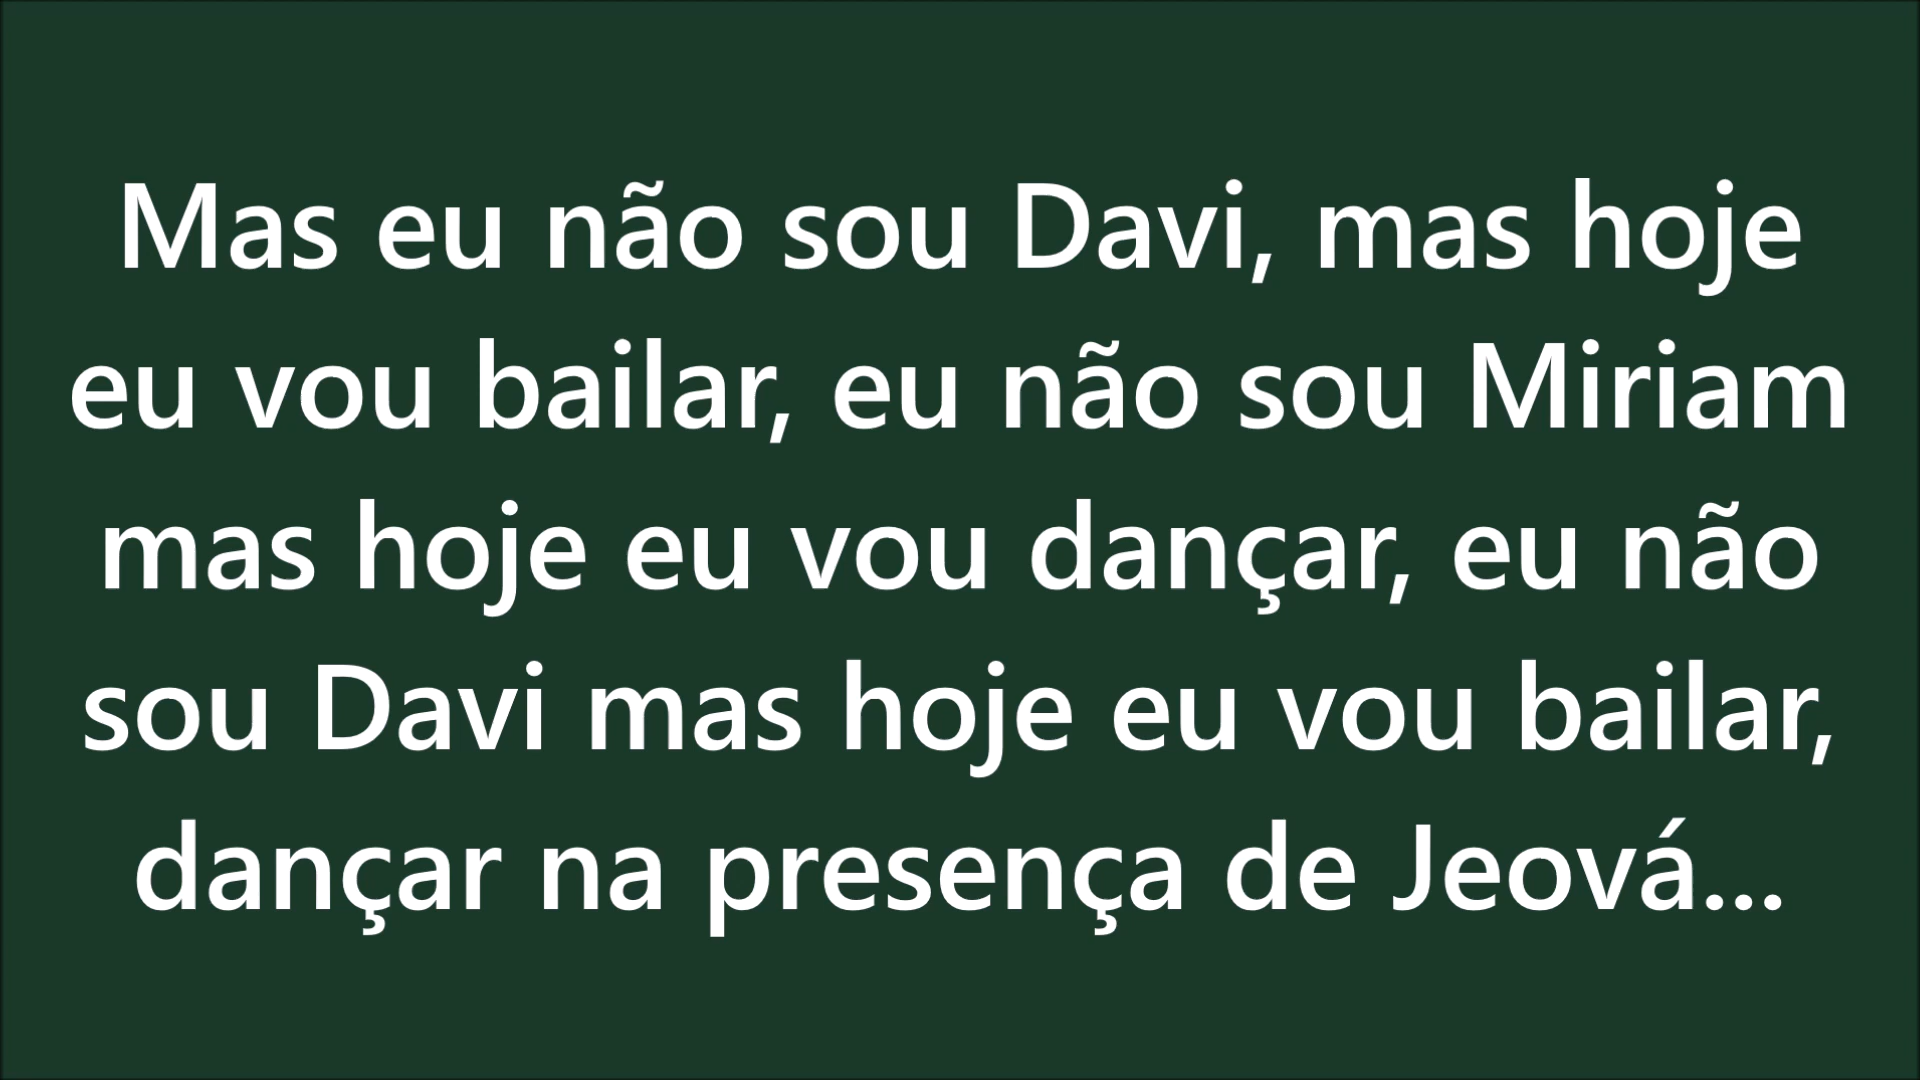 Mas eu não sou Davi, mas hoje
eu vou bailar, eu não sou Miriam
mas hoje eu vou dançar, eu não
sou Davi mas hoje eu vou bailar,
dançar na presença de Jeová...